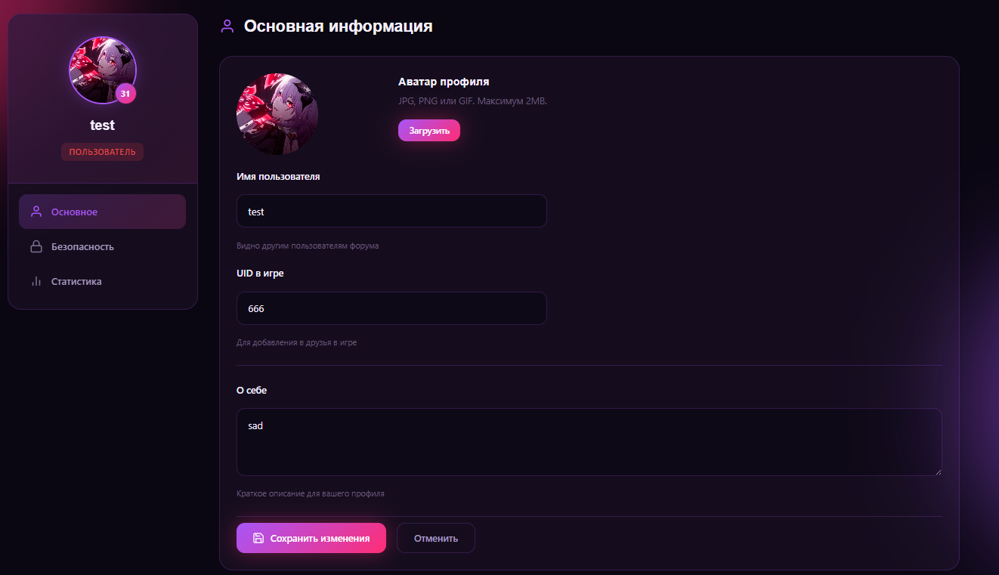 31
test
ПОЛЬЗОВАТЕЛЬ
Основное
Безопасность
Статистика
Основная информация
Аватар профиля
JPG, PNG или GIF. Максимум 2MB.
Загрузить
Имя пользователя
test
Видно другим пользователям форума
UID в игре
666
Для добавления в друзья в игре
О себе
sad
Краткое описание для вашего профиля
Сохранить изменения
Отменить